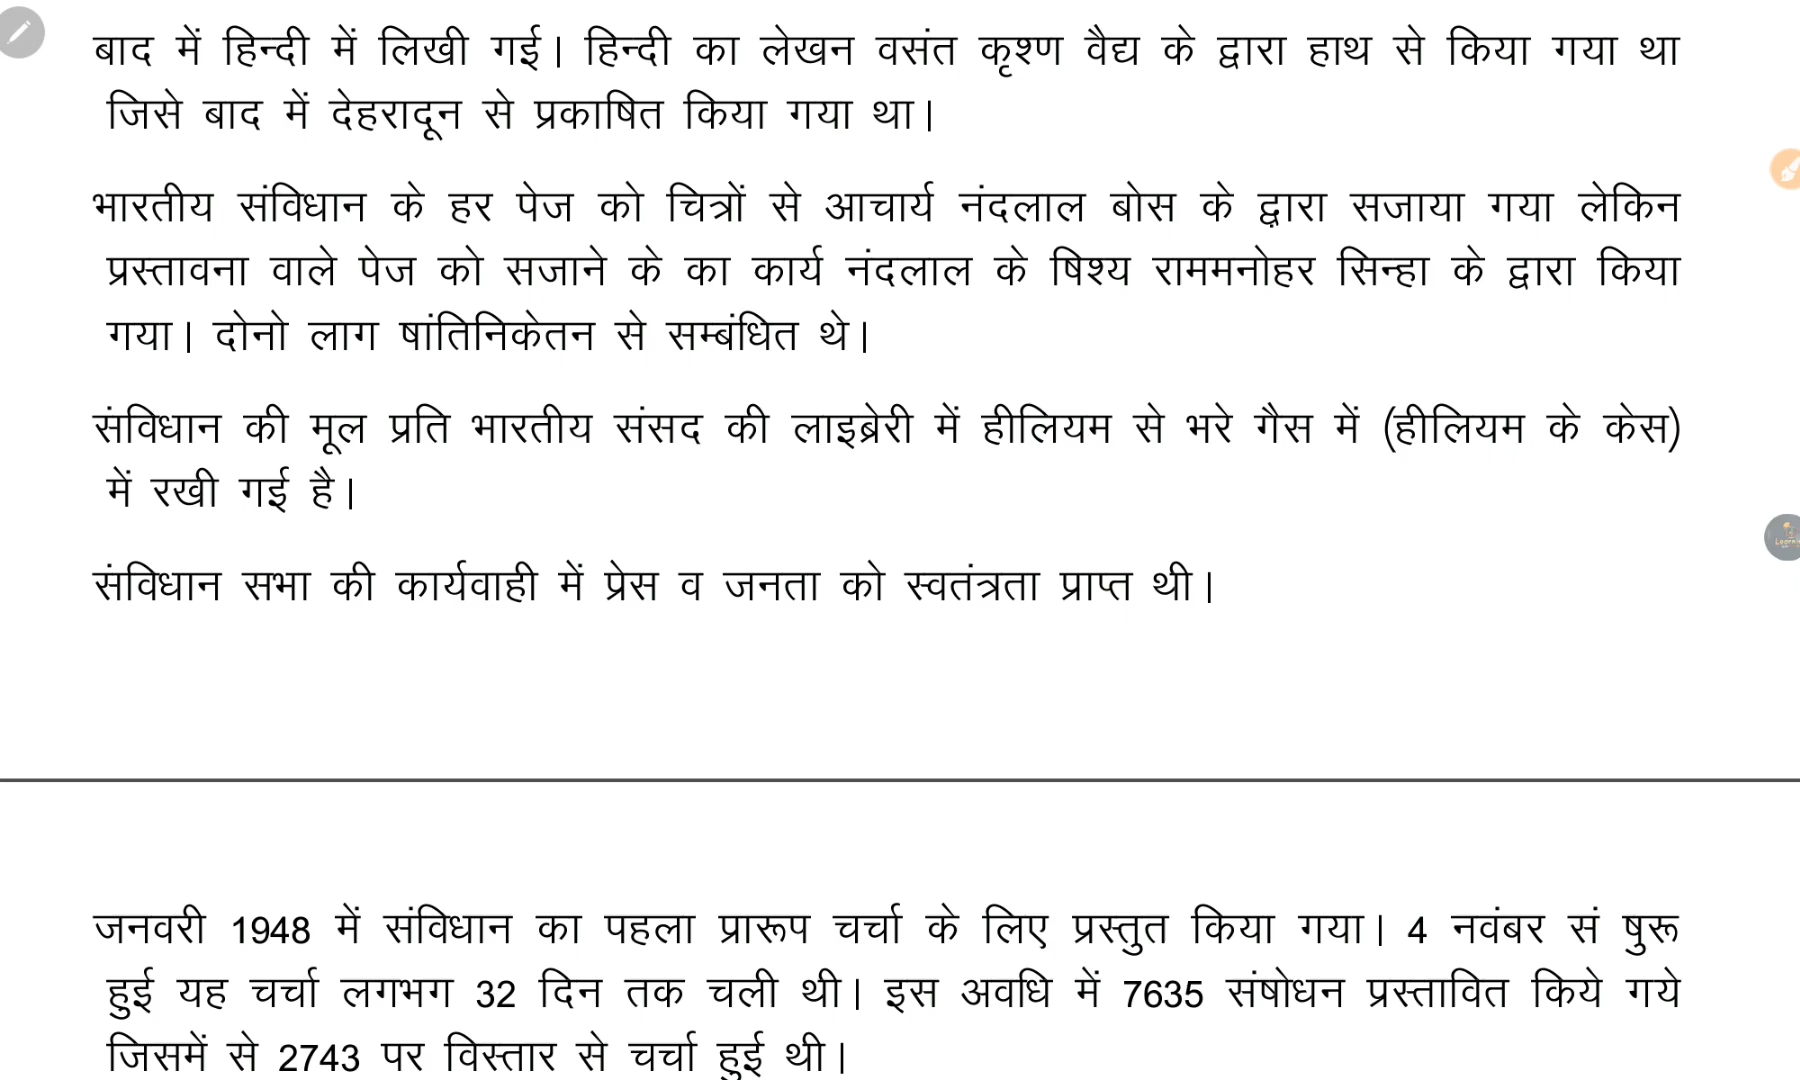 बाद में हिन्दी में लिखी गई। हिन्दी का लेखन वसंत कृश्ण वैद्य के द्वारा हाथ से किया गया था
जिसे बाद में देहरादून से प्रकाषित किया गया था।
भारतीय संविधान के हर पेज को चित्रों से आचार्य नंदलाल बोस के द्वारा सजाया गया लेकिन
प्रस्तावना वाले पेज को सजाने के का कार्य नंदलाल के षिश्य राममनोहर सिन्हा के द्वारा किया
गया। दोनो लाग षांतिनिकेतन से सम्बंधित थे।
संविधान की मूल प्रति भारतीय संसद की लाइब्रेरी में हीलियम से भरे गैस में (हीलियम के केस)
में रखी गई है।
संविधान सभा की कार्यवाही में प्रेस व जनता को स्वतंत्रता प्राप्त थी।
जनवरी 1948 में संविधान का पहला प्रारूप चर्चा के लिए प्रस्तुत किया गया। 4 नवंबर सं षुरू
हुई यह चर्चा लगभग 32 दिन तक चली थी। इस अवधि में 7635 संषोधन प्रस्तावित किये गये
जिसमें से 2743 पर विस्तार से चर्चा हुई थी।